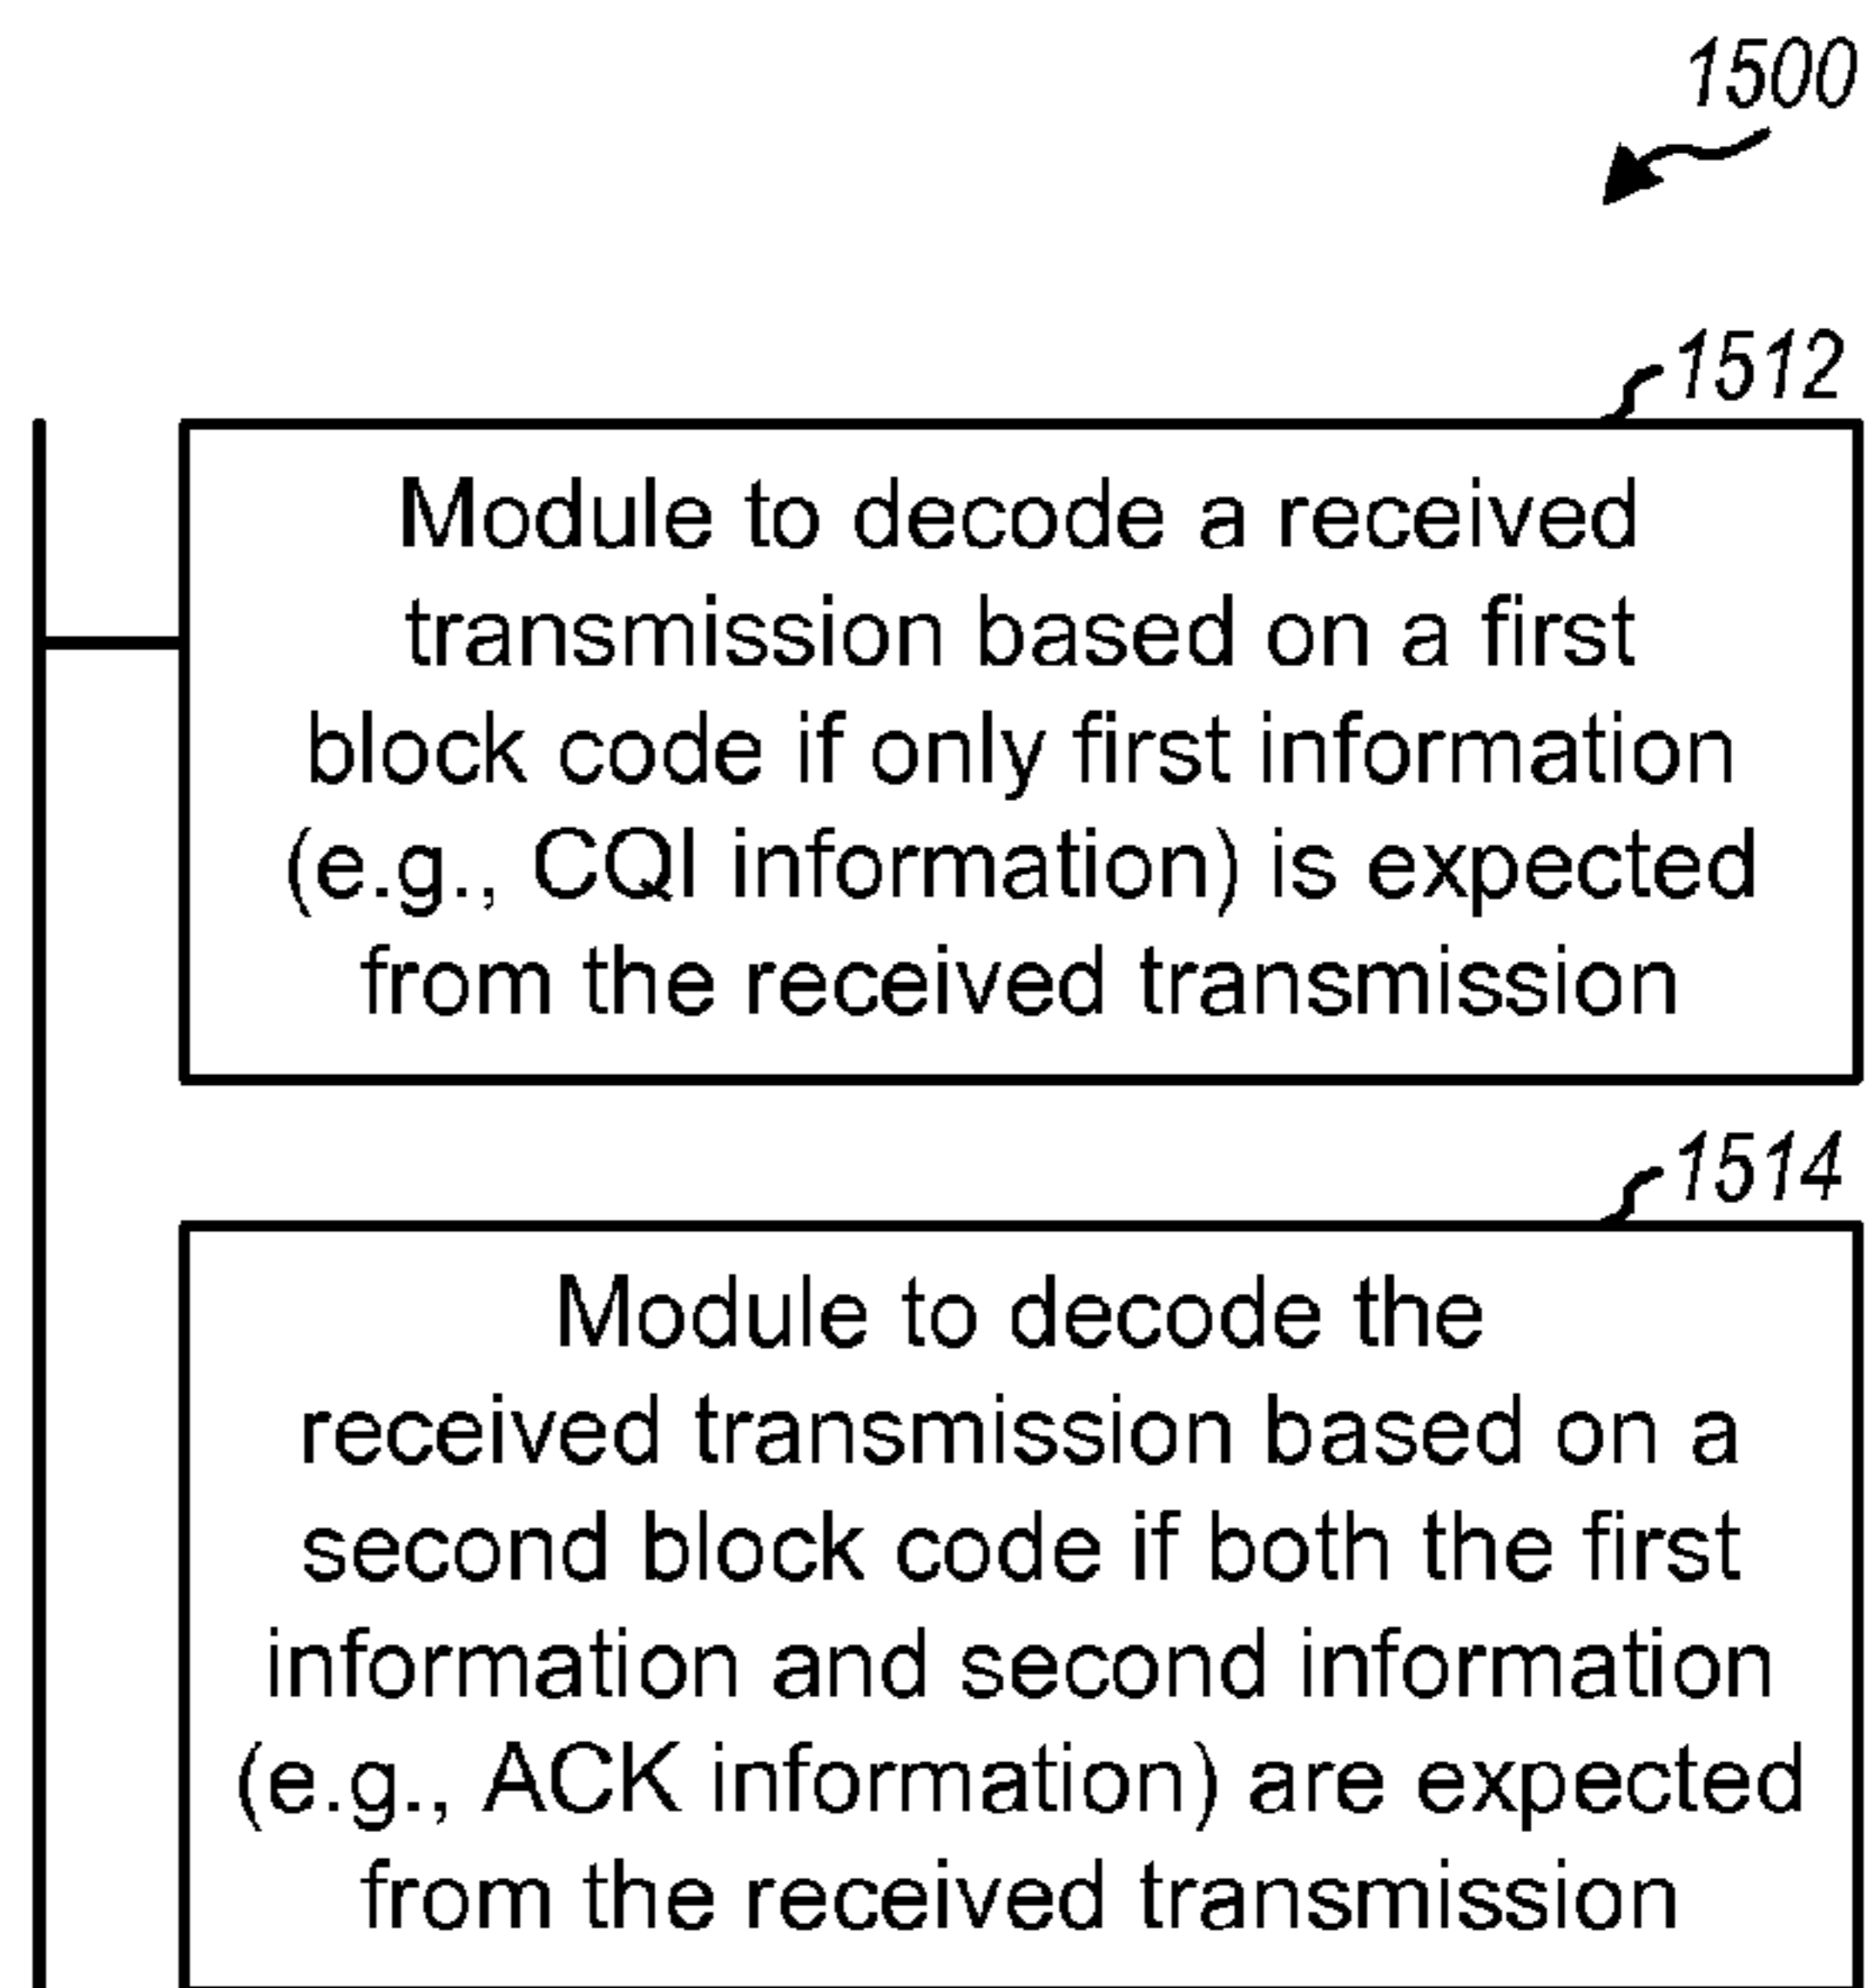 1500
1512
Module to decode a received
transmission based on a first
block code if only first information
(e.g., CQI information) is expected
from the received transmission
1514
Module to decode the
received transmission based on a
second block code if both the first
information and second information
(e.g., ACK information) are expected
from the received transmission